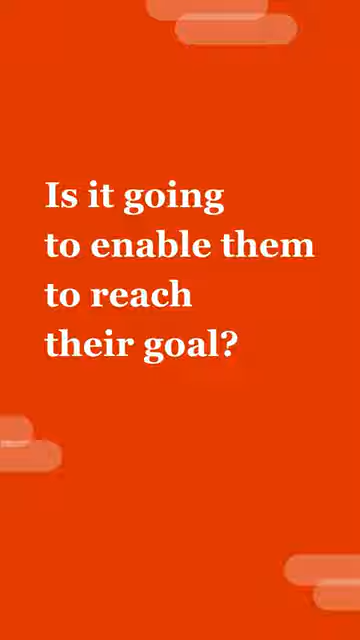 Is it going
to enable them
to reach
their goal?